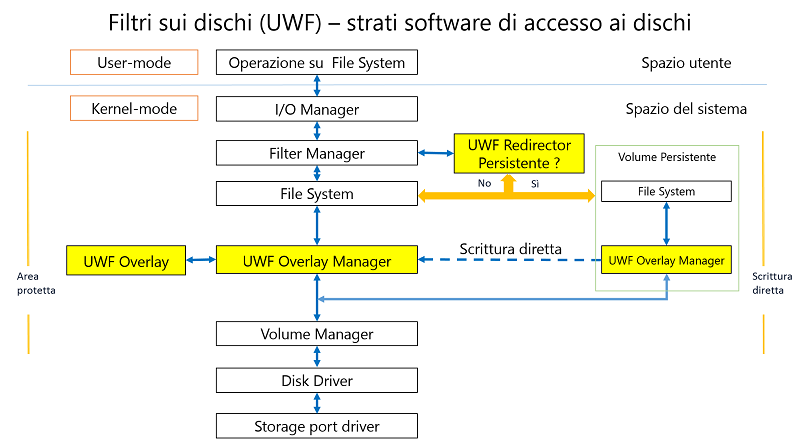 Filtri sui dischi (UWF) – strati software di accesso ai dischi
User-mode
Operazione su File System
Spazio utente
Kernel-mode
I/O Manager
Spazio del sistema
Filter Manager
UWF Redirector
Persistente ?
Volume Persistente
No
Sì
File System
File System
Scrittura diretta
UWF Overlay
UWF Overlay Manager
UWF Overlay Manager
Area
protetta
Scrittura
diretta
Volume Manager
Disk Driver
Storage port driver